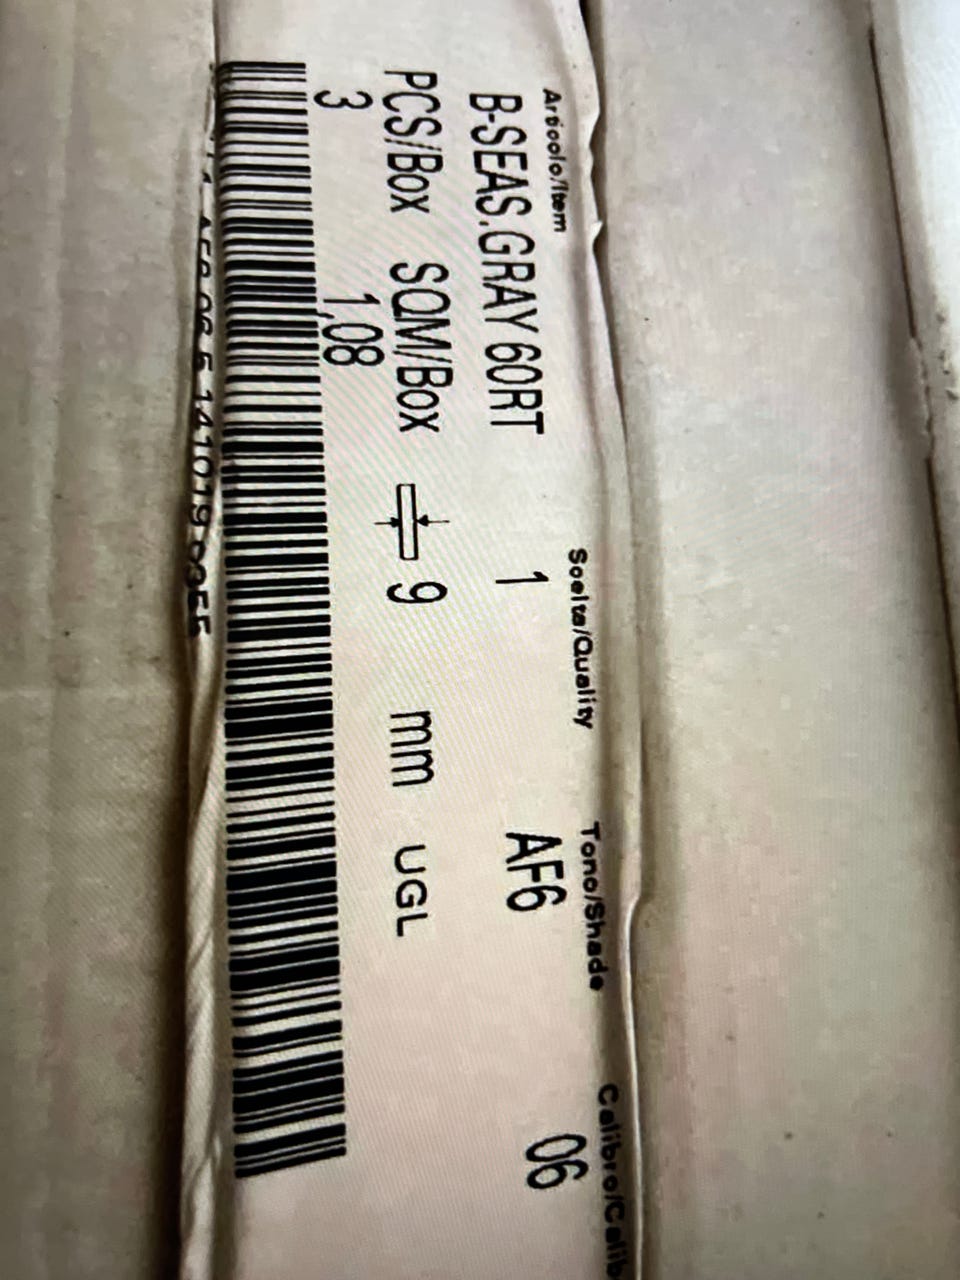 Articolo/Item Scelta/Quality Tono/Shade Calibro/Calib
B-SEAS.GRAY 60RT 1 AF6 06
PCS/Box SQM/Box 9 mm UGL
3 1,08
141019